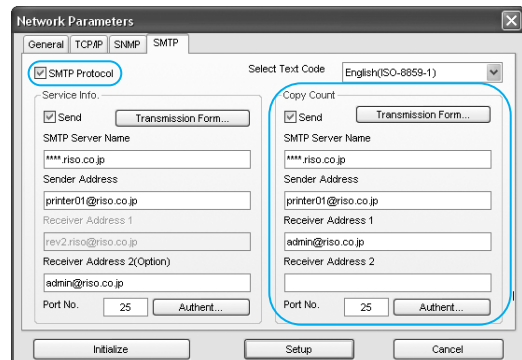 Network Parameters
General TCP/IP SNMP SMTP
SMTP Protocol
Select Text Code English(ISO-8859-1)
Service Info.
Send Transmission Form...
SMTP Server Name
****.riso.co.jp
Sender Address
printer01@riso.co.jp
Receiver Address 1
rev2.riso@riso.co.jp
Receiver Address 2(Option)
admin@riso.co.jp
Port No. 25 Authent...
Copy Count
Send Transmission Form...
SMTP Server Name
****.riso.co.jp
Sender Address
printer01@riso.co.jp
Receiver Address 1
admin@riso.co.jp
Receiver Address 2
Port No. 25 Authent...
Initialize Setup Cancel